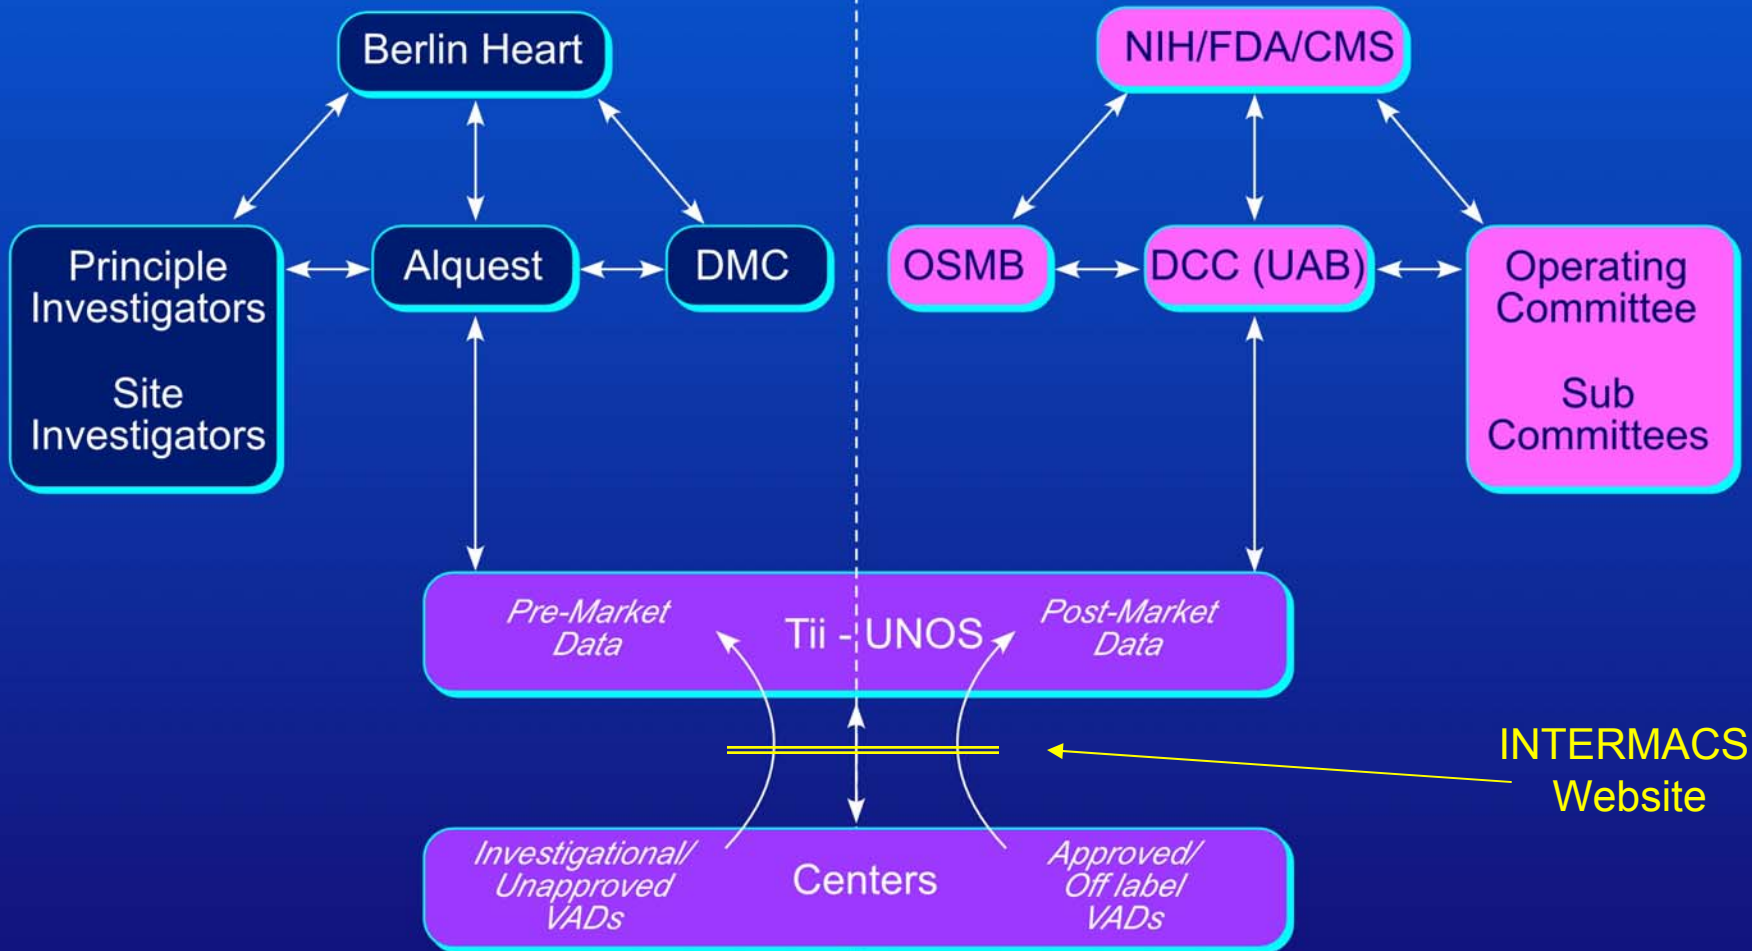 Berlin Heart
NIH/FDA/CMS
Principle
Investigators
Site
Investigators
Alquest
DMC
OSMB
DCC (UAB)
Operating
Committee
Sub
Committees
Pre-Market
Data
Tii - UNOS
Post-Market
Data
INTERMACS
Website
Investigational/
Unapproved
VADs
Centers
Approved/
Off label
VADs